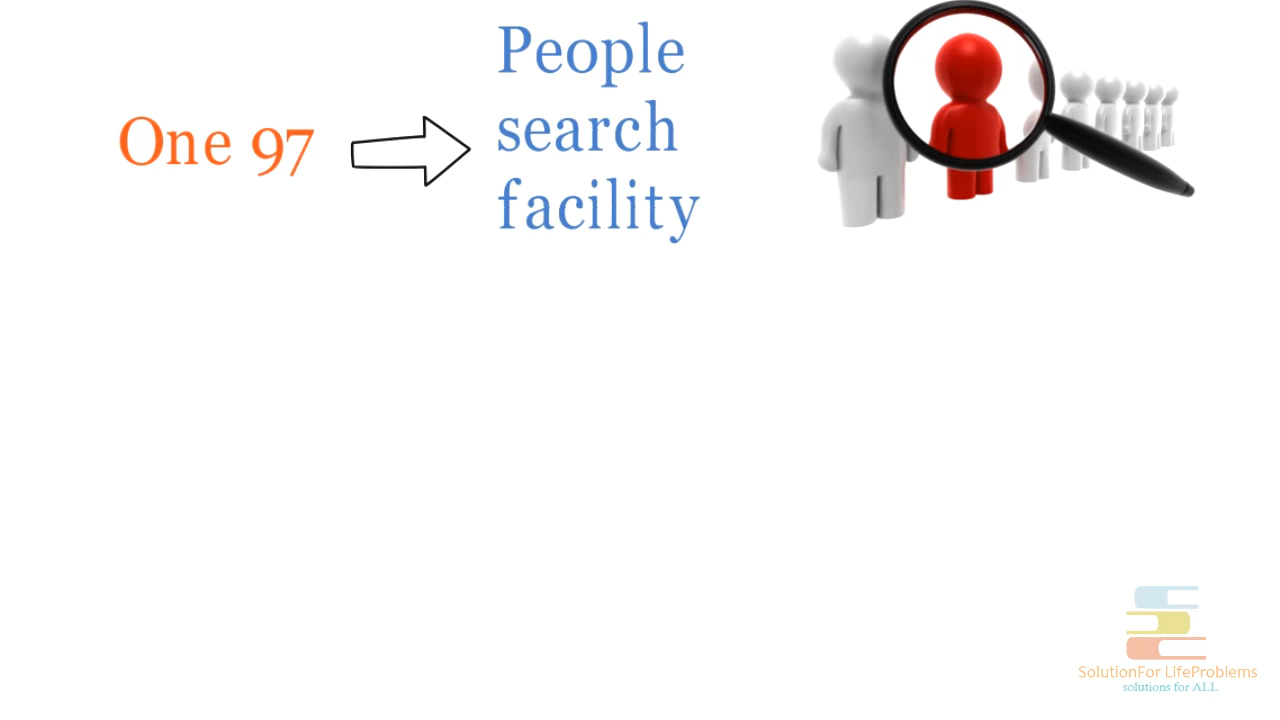 One 97
People
search
facility
SolutionFor LifeProblems
solutions for ALL